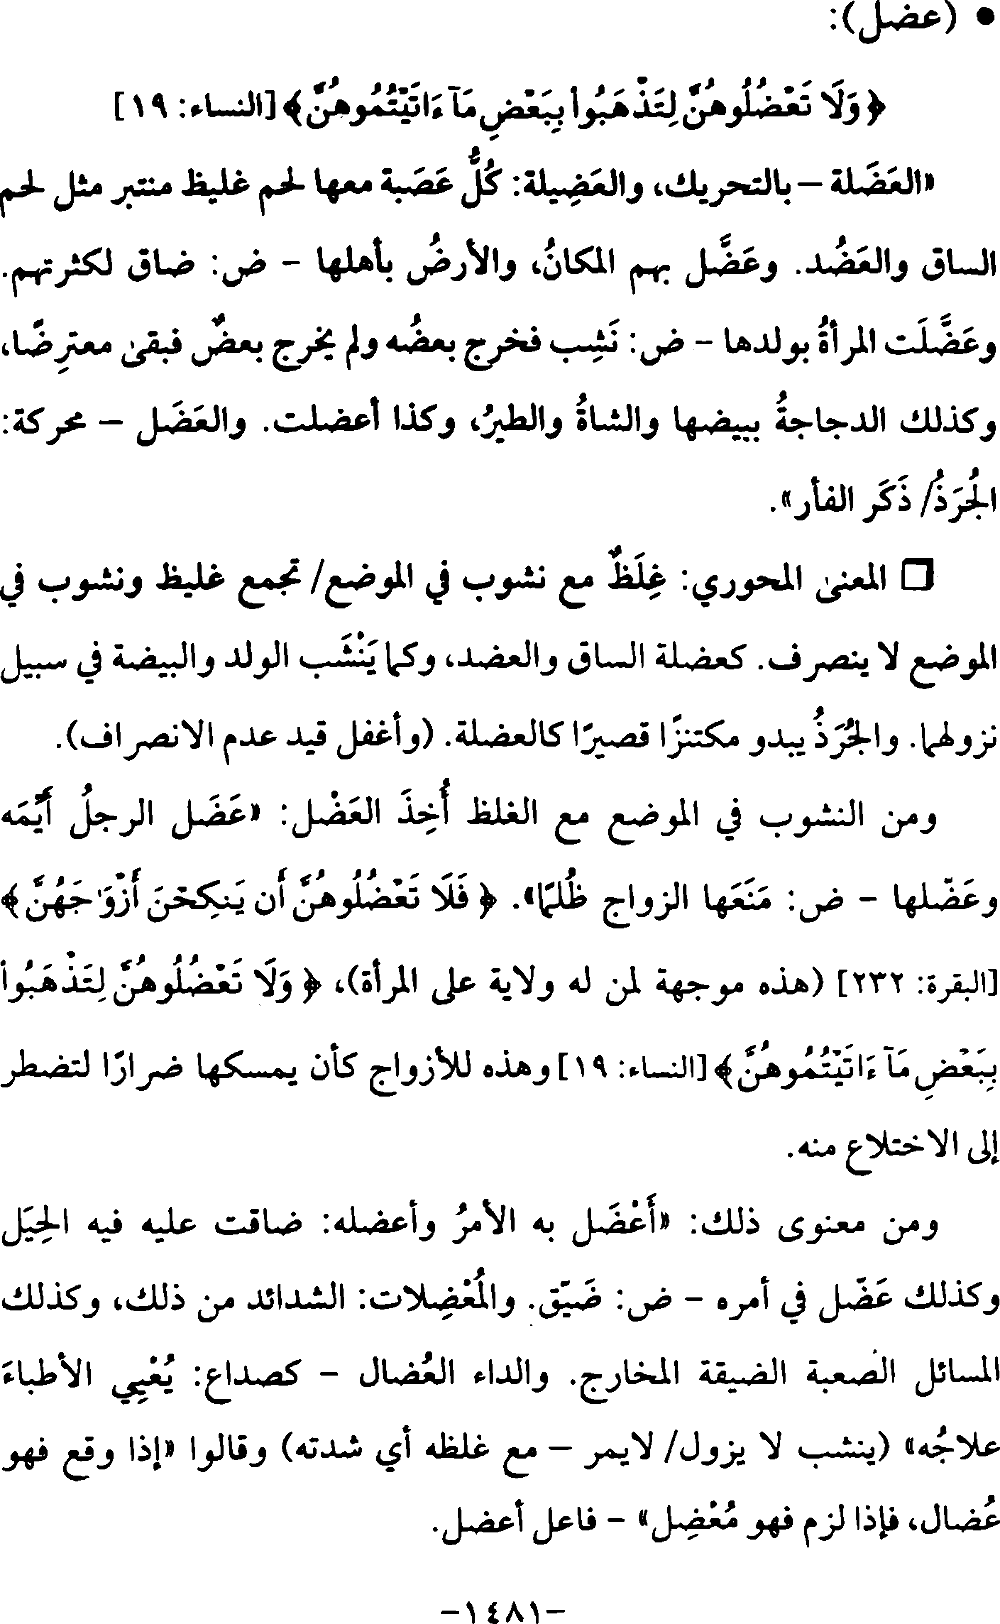 • (عضل):
﴿وَلَا تَعْضُلُوهُنَّ لِتَذْهَبُوا۟ بِبَعْضِ مَآ ءَاتَيْتُمُوهُنَّ﴾ [النساء: ١٩]
«العَضَلة – بالتحريك، والعَضِيلة: كُلُّ عَصَبة معها لحم غليظ منتبر مثل لحم
الساق والعَضُد. وعَضَّل بهم المكانُ، والأرضُ بأهلها – ض: ضاق لكثرتهم.
وعَضَّلَت المرأةُ بولدها – ض: نَشِب فخرج بعضُه ولم يخرج بعضٌ فبقىٰ معترِضًا،
وكذلك الدجاجةُ ببيضها والشاةُ والطيرُ، وكذا أعضلت. والعَضَل – محركة:
الجُرَذُ/ ذَكَر الفأر».
❑ المعنىٰ المحوري: غِلَظٌ مع نشوب في الموضع/ تجمع غليظ ونشوب في
الموضع لا ينصرف. كعضلة الساق والعضد، وكما يَنْشَب الولد والبيضة في سبيل
نزولهما. والجُرَذُ يبدو مكتنزًا قصيرًا كالعضلة. (وأغفل قيد عدم الانصراف).
ومن النشوب في الموضع مع الغلظ أُخِذَ العَضْل: «عَضَل الرجلُ أَيِّمَه
وعَضّلها – ض: مَنَعَها الزواج ظُلمًا». ﴿فَلَا تَعْضُلُوهُنَّ أَن يَنكِحْنَ أَزْوَٰجَهُنَّ﴾
[البقرة: ٢٣٢] (هذه موجهة لمن له ولاية على المرأة)، ﴿وَلَا تَعْضُلُوهُنَّ لِتَذْهَبُوا۟
بِبَعْضِ مَآ ءَاتَيْتُمُوهُنَّ﴾ [النساء: ١٩] وهذه للأزواج كأن يمسكها ضرارًا لتضطر
إلى الاختلاع منه.
ومن معنوى ذلك: «أَعْضَل به الأمرُ وأعضله: ضاقت عليه فيه الحِيَل
وكذلك عَضّل في أمره – ض: ضَيّق. والمُعْضِلات: الشدائد من ذلك، وكذلك
المسائل الصعبة الضيقة المخارج. والداء العُضال – كصداع: يُعْيِي الأطباءَ
علاجُه» (ينشب لا يزول/ لايمر – مع غلظه أي شدته) وقالوا «إذا وقع فهو
عُضال، فإذا لزم فهو مُعْضِل» – فاعل أعضل.
–١٤٨١–